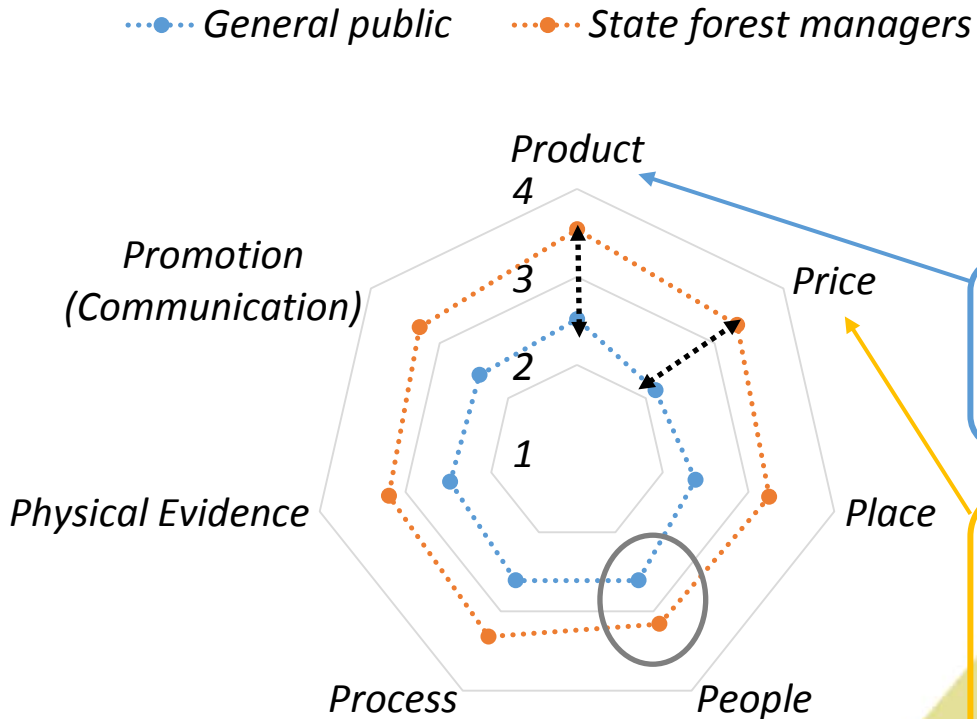 General public
State forest managers
Product
4
Promotion
(Communication)
3
Price
2
1
Physical Evidence
Place
Process
People